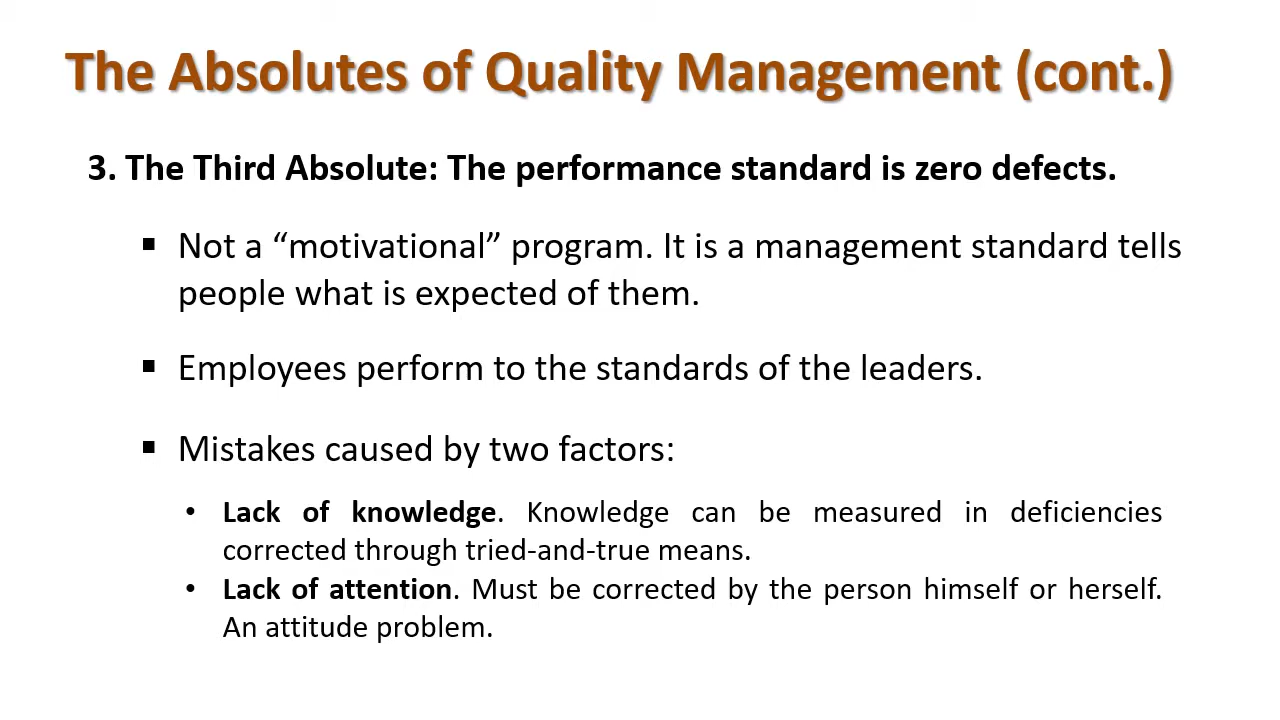 The Absolutes of Quality Management (cont.)
3. The Third Absolute: The performance standard is zero defects.
▪ Not a “motivational” program. It is a management standard tells
people what is expected of them.
▪ Employees perform to the standards of the leaders.
▪ Mistakes caused by two factors:
• Lack of knowledge. Knowledge can be measured in deficiencies
corrected through tried-and-true means.
• Lack of attention. Must be corrected by the person himself or herself.
An attitude problem.